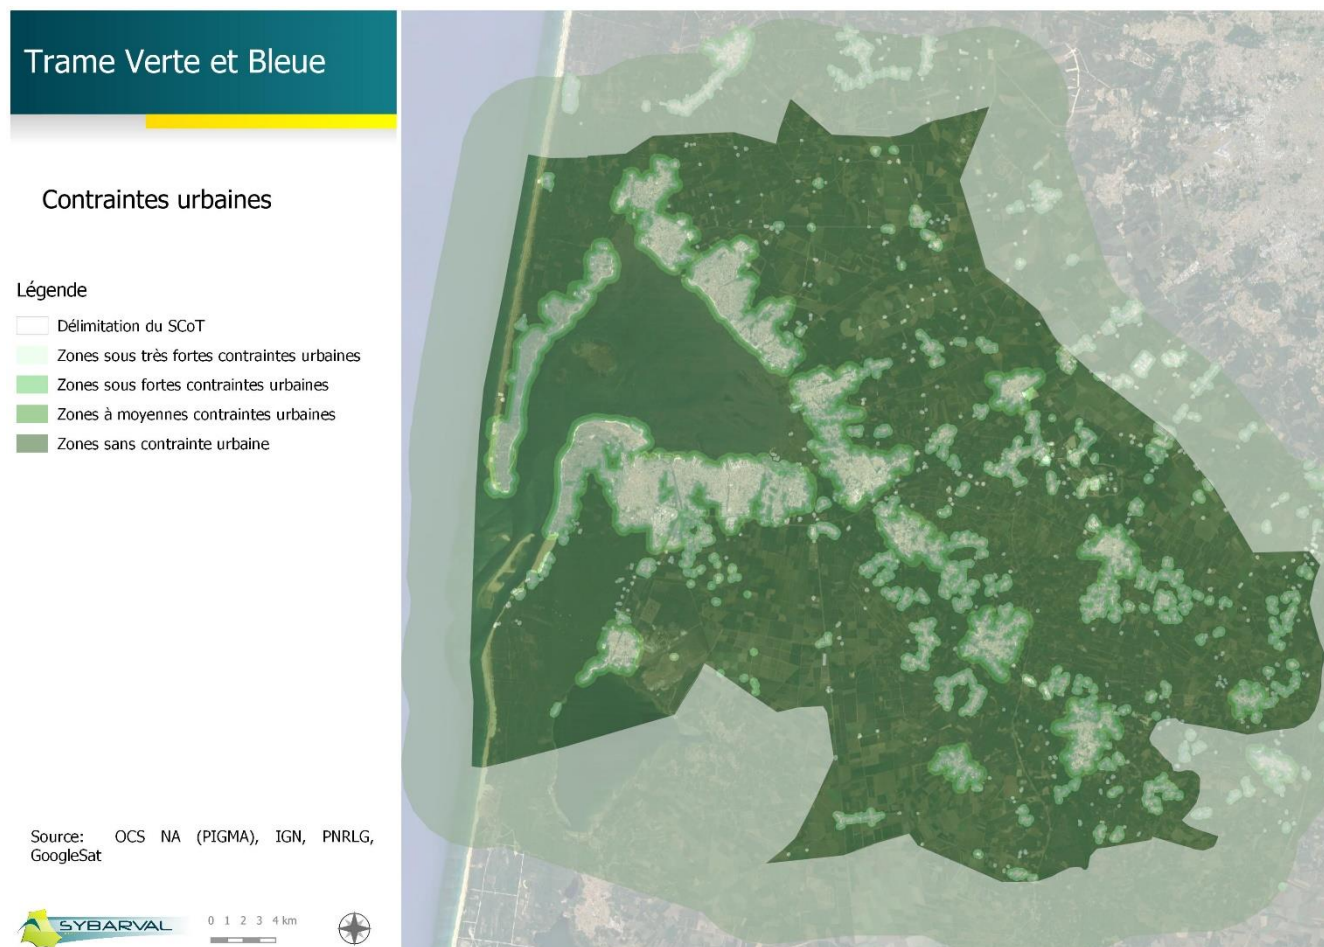 Trame Verte et Bleue
Contraintes urbaines
Légende
Délimitation du SCoT
Zones sous très fortes contraintes urbaines
Zones sous fortes contraintes urbaines
Zones à moyennes contraintes urbaines
Zones sans contrainte urbaine
Source: OCS NA (PIGMA), IGN, PNRLG,
GoogleSat
SYBARVAL
0 1 2 3 4 km